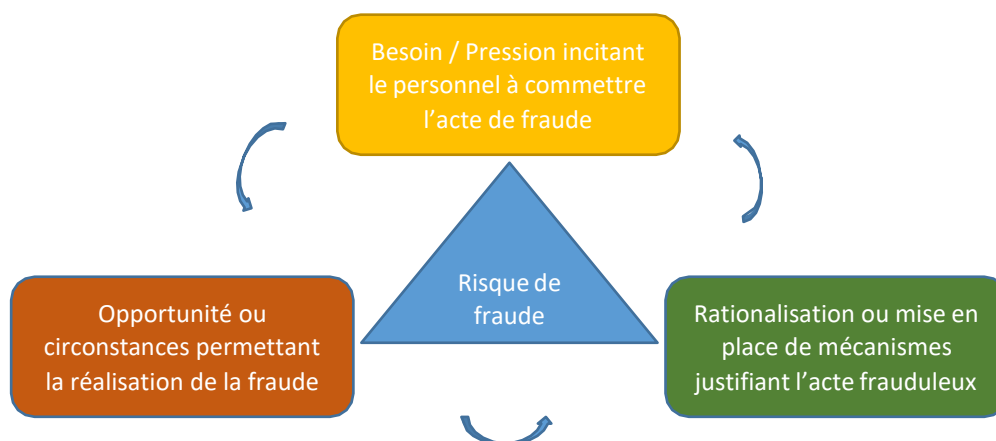 Besoin / Pression incitant
le personnel à commettre
l’acte de fraude
Risque de
fraude
Opportunité ou
circonstances permettant
la réalisation de la fraude
Rationalisation ou mise en
place de mécanismes
justifiant l’acte frauduleux